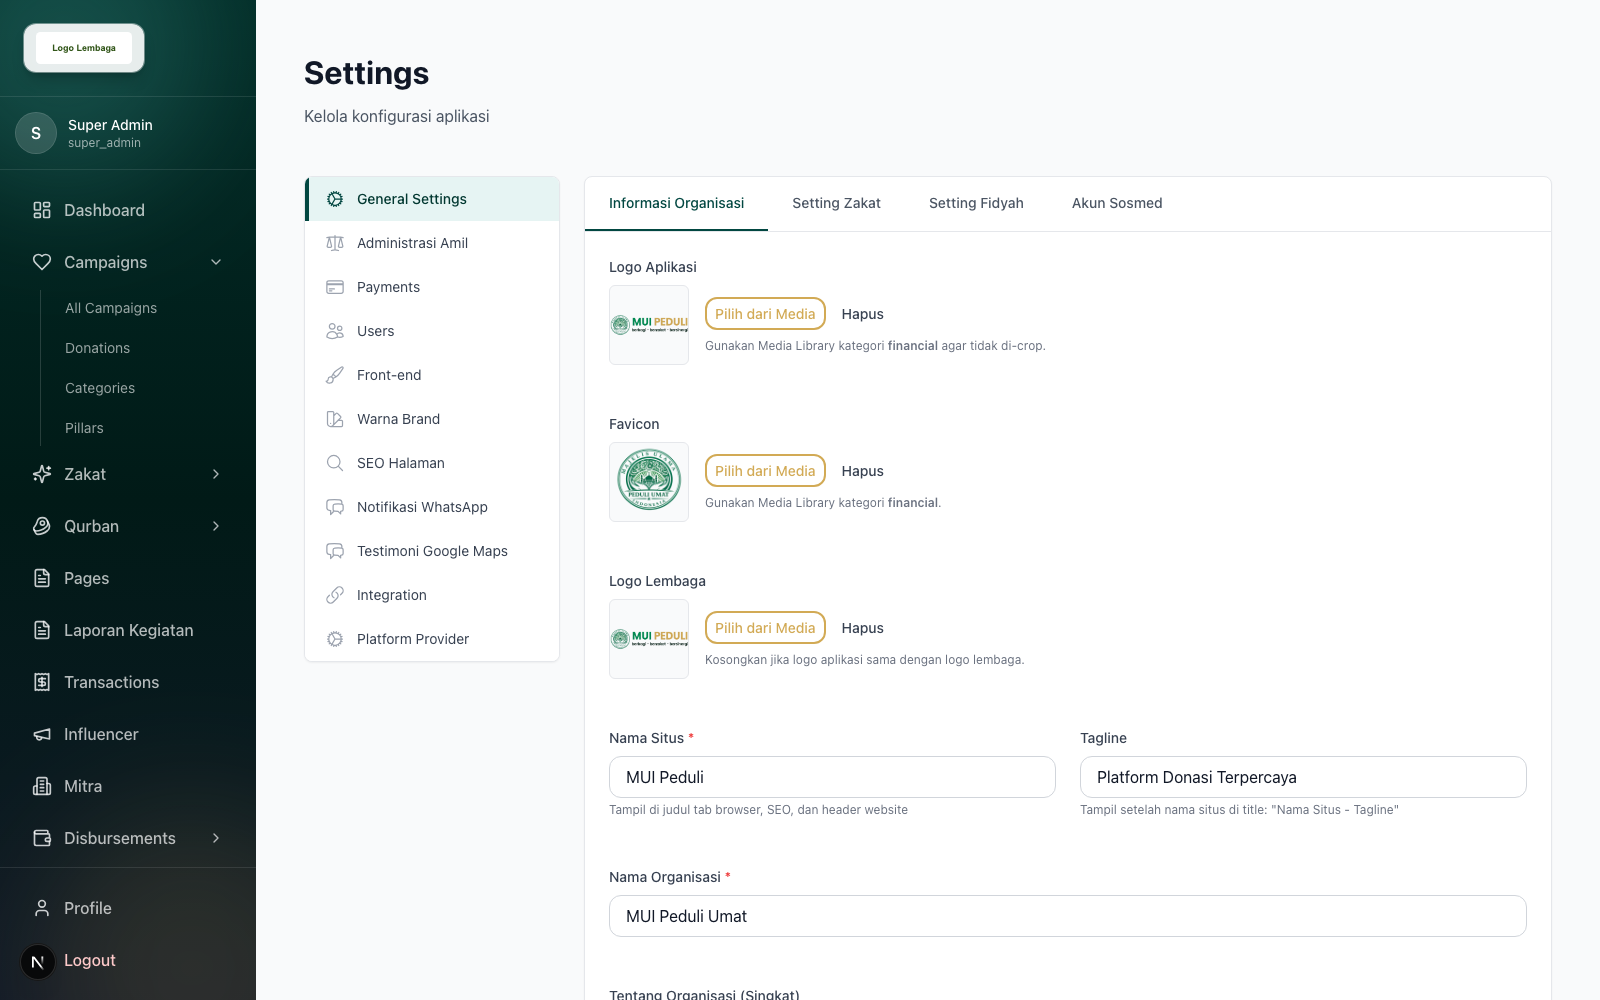 Logo Lembaga
S
Super Admin
super_admin
Dashboard
Campaigns
All Campaigns
Donations
Categories
Pillars
Zakat
Qurban
Pages
Laporan Kegiatan
Transactions
Influencer
Mitra
Disbursements
Profile
N
Logout
Settings
Kelola konfigurasi aplikasi
General Settings
Administrasi Amil
Payments
Users
Front-end
Warna Brand
SEO Halaman
Notifikasi WhatsApp
Testimoni Google Maps
Integration
Platform Provider
Informasi Organisasi
Setting Zakat
Setting Fidyah
Akun Sosmed
Logo Aplikasi
MUI PEDULI
Pilih dari Media
Hapus
Gunakan Media Library kategori financial agar tidak di-crop.
Favicon
MAJELIS ULAMA
PEDULI UMAT
INDONESIA
Pilih dari Media
Hapus
Gunakan Media Library kategori financial.
Logo Lembaga
MUI PEDULI
Pilih dari Media
Hapus
Kosongkan jika logo aplikasi sama dengan logo lembaga.
Nama Situs *
MUI Peduli
Tampil di judul tab browser, SEO, dan header website
Tagline
Platform Donasi Terpercaya
Tampil setelah nama situs di title: "Nama Situs - Tagline"
Nama Organisasi *
MUI Peduli Umat
Tentang Organisasi (Singkat)